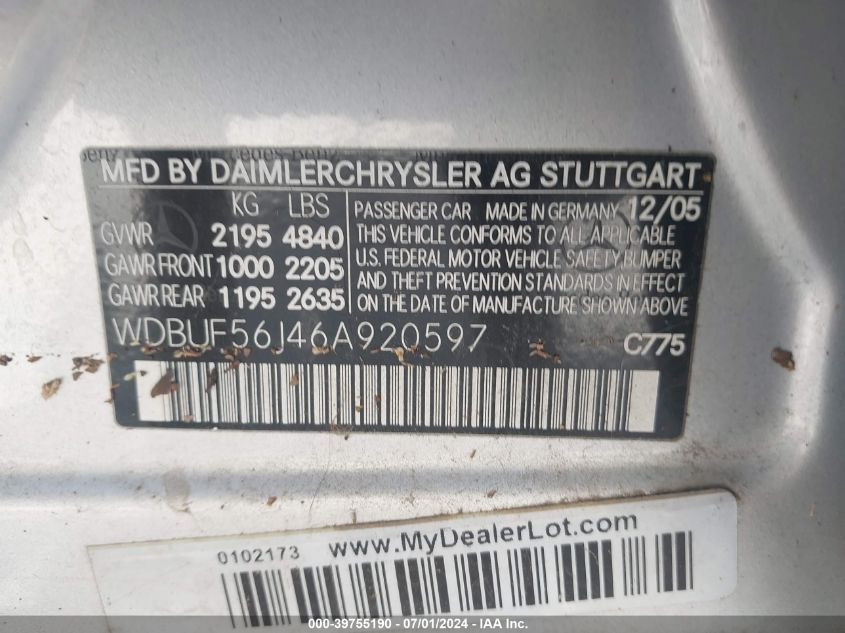 MFD BY DAIMLERCHRYSLER AG STUTTGART
KG LBS
GVWR 2195 4840
GAWR FRONT 1000 2205
GAWR REAR 1195 2635
PASSENGER CAR MADE IN GERMANY 12/05
THIS VEHICLE CONFORMS TO ALL APPLICABLE
U.S. FEDERAL MOTOR VEHICLE SAFETY, BUMPER
AND THEFT PREVENTION STANDARDS IN EFFECT
ON THE DATE OF MANUFACTURE SHOWN ABOVE
WDBUF56J46A920597 C775
0102173 www.MyDealerLot.com
000-39755190 - 07/01/2024 - IAA Inc.